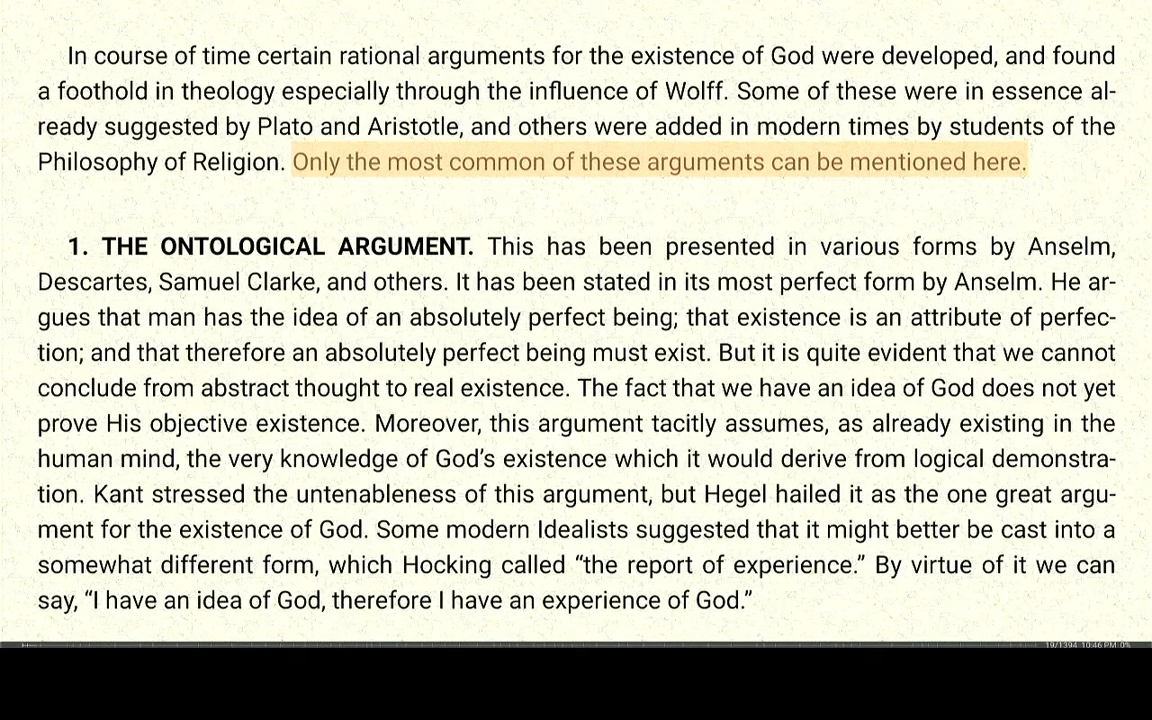 In course of time certain rational arguments for the existence of God were developed, and found
a foothold in theology especially through the influence of Wolff. Some of these were in essence al-
ready suggested by Plato and Aristotle, and others were added in modern times by students of the
Philosophy of Religion. Only the most common of these arguments can be mentioned here.
1. THE ONTOLOGICAL ARGUMENT. This has been presented in various forms by Anselm,
Descartes, Samuel Clarke, and others. It has been stated in its most perfect form by Anselm. He ar-
gues that man has the idea of an absolutely perfect being; that existence is an attribute of perfec-
tion; and that therefore an absolutely perfect being must exist. But it is quite evident that we cannot
conclude from abstract thought to real existence. The fact that we have an idea of God does not yet
prove His objective existence. Moreover, this argument tacitly assumes, as already existing in the
human mind, the very knowledge of God’s existence which it would derive from logical demonstra-
tion. Kant stressed the untenableness of this argument, but Hegel hailed it as the one great argu-
ment for the existence of God. Some modern Idealists suggested that it might better be cast into a
somewhat different form, which Hocking called “the report of experience.” By virtue of it we can
say, “I have an idea of God, therefore I have an experience of God.”
19/1394 10:46 PM 0%